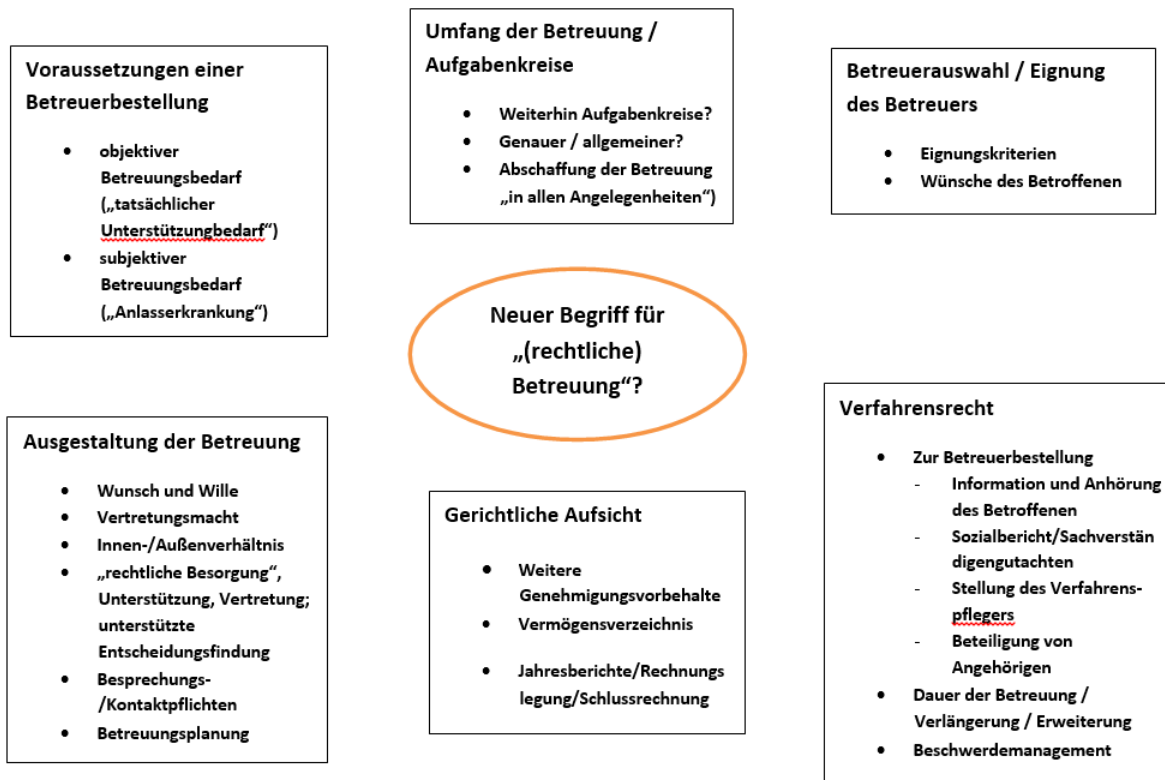 Voraussetzungen einer
Betreuerbestellung
• objektiver
Betreuungsbedarf
(„tatsächlicher
Unterstützungbedarf“)
• subjektiver
Betreuungsbedarf
(„Anlasserkrankung“)
Umfang der Betreuung /
Aufgabenkreise
• Weiterhin Aufgabenkreise?
• Genauer / allgemeiner?
• Abschaffung der Betreuung
„in allen Angelegenheiten“)
Betreuerauswahl / Eignung
des Betreuers
• Eignungskriterien
• Wünsche des Betroffenen
Neuer Begriff für
„(rechtliche)
Betreuung“?
Ausgestaltung der Betreuung
• Wunsch und Wille
• Vertretungsmacht
• Innen-/Außenverhältnis
• „rechtliche Besorgung“,
Unterstützung, Vertretung;
unterstützte
Entscheidungsfindung
• Besprechungs-
/Kontaktpflichten
• Betreuungsplanung
Gerichtliche Aufsicht
• Weitere
Genehmigungsvorbehalte
• Vermögensverzeichnis
• Jahresberichte/Rechnungs
legung/Schlussrechnung
Verfahrensrecht
• Zur Betreuerbestellung
- Information und Anhörung
des Betroffenen
- Sozialbericht/Sachverstän
digengutachten
- Stellung des Verfahrens-
pflegers
- Beteiligung von
Angehörigen
• Dauer der Betreuung /
Verlängerung / Erweiterung
• Beschwerdemanagement